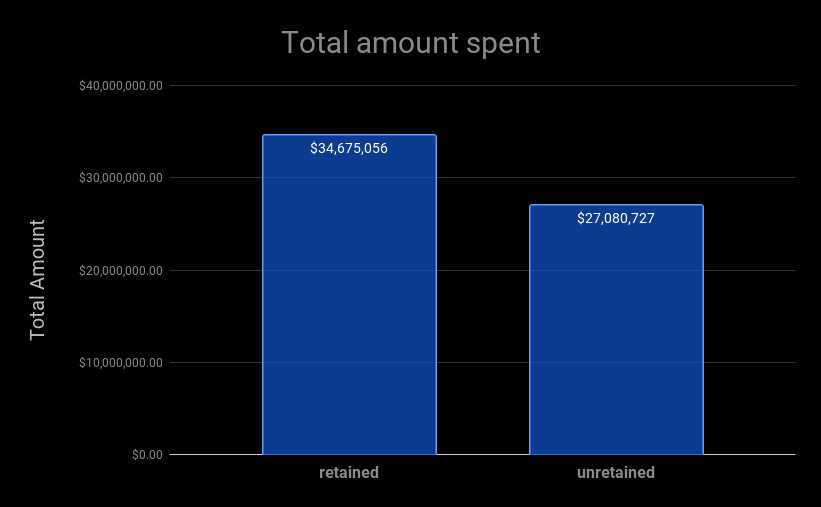 Total amount spent
$40,000,000.00
$34,675,056
$30,000,000.00
$27,080,727
$20,000,000.00
$10,000,000.00
$0.00
Total Amount
retained
unretained